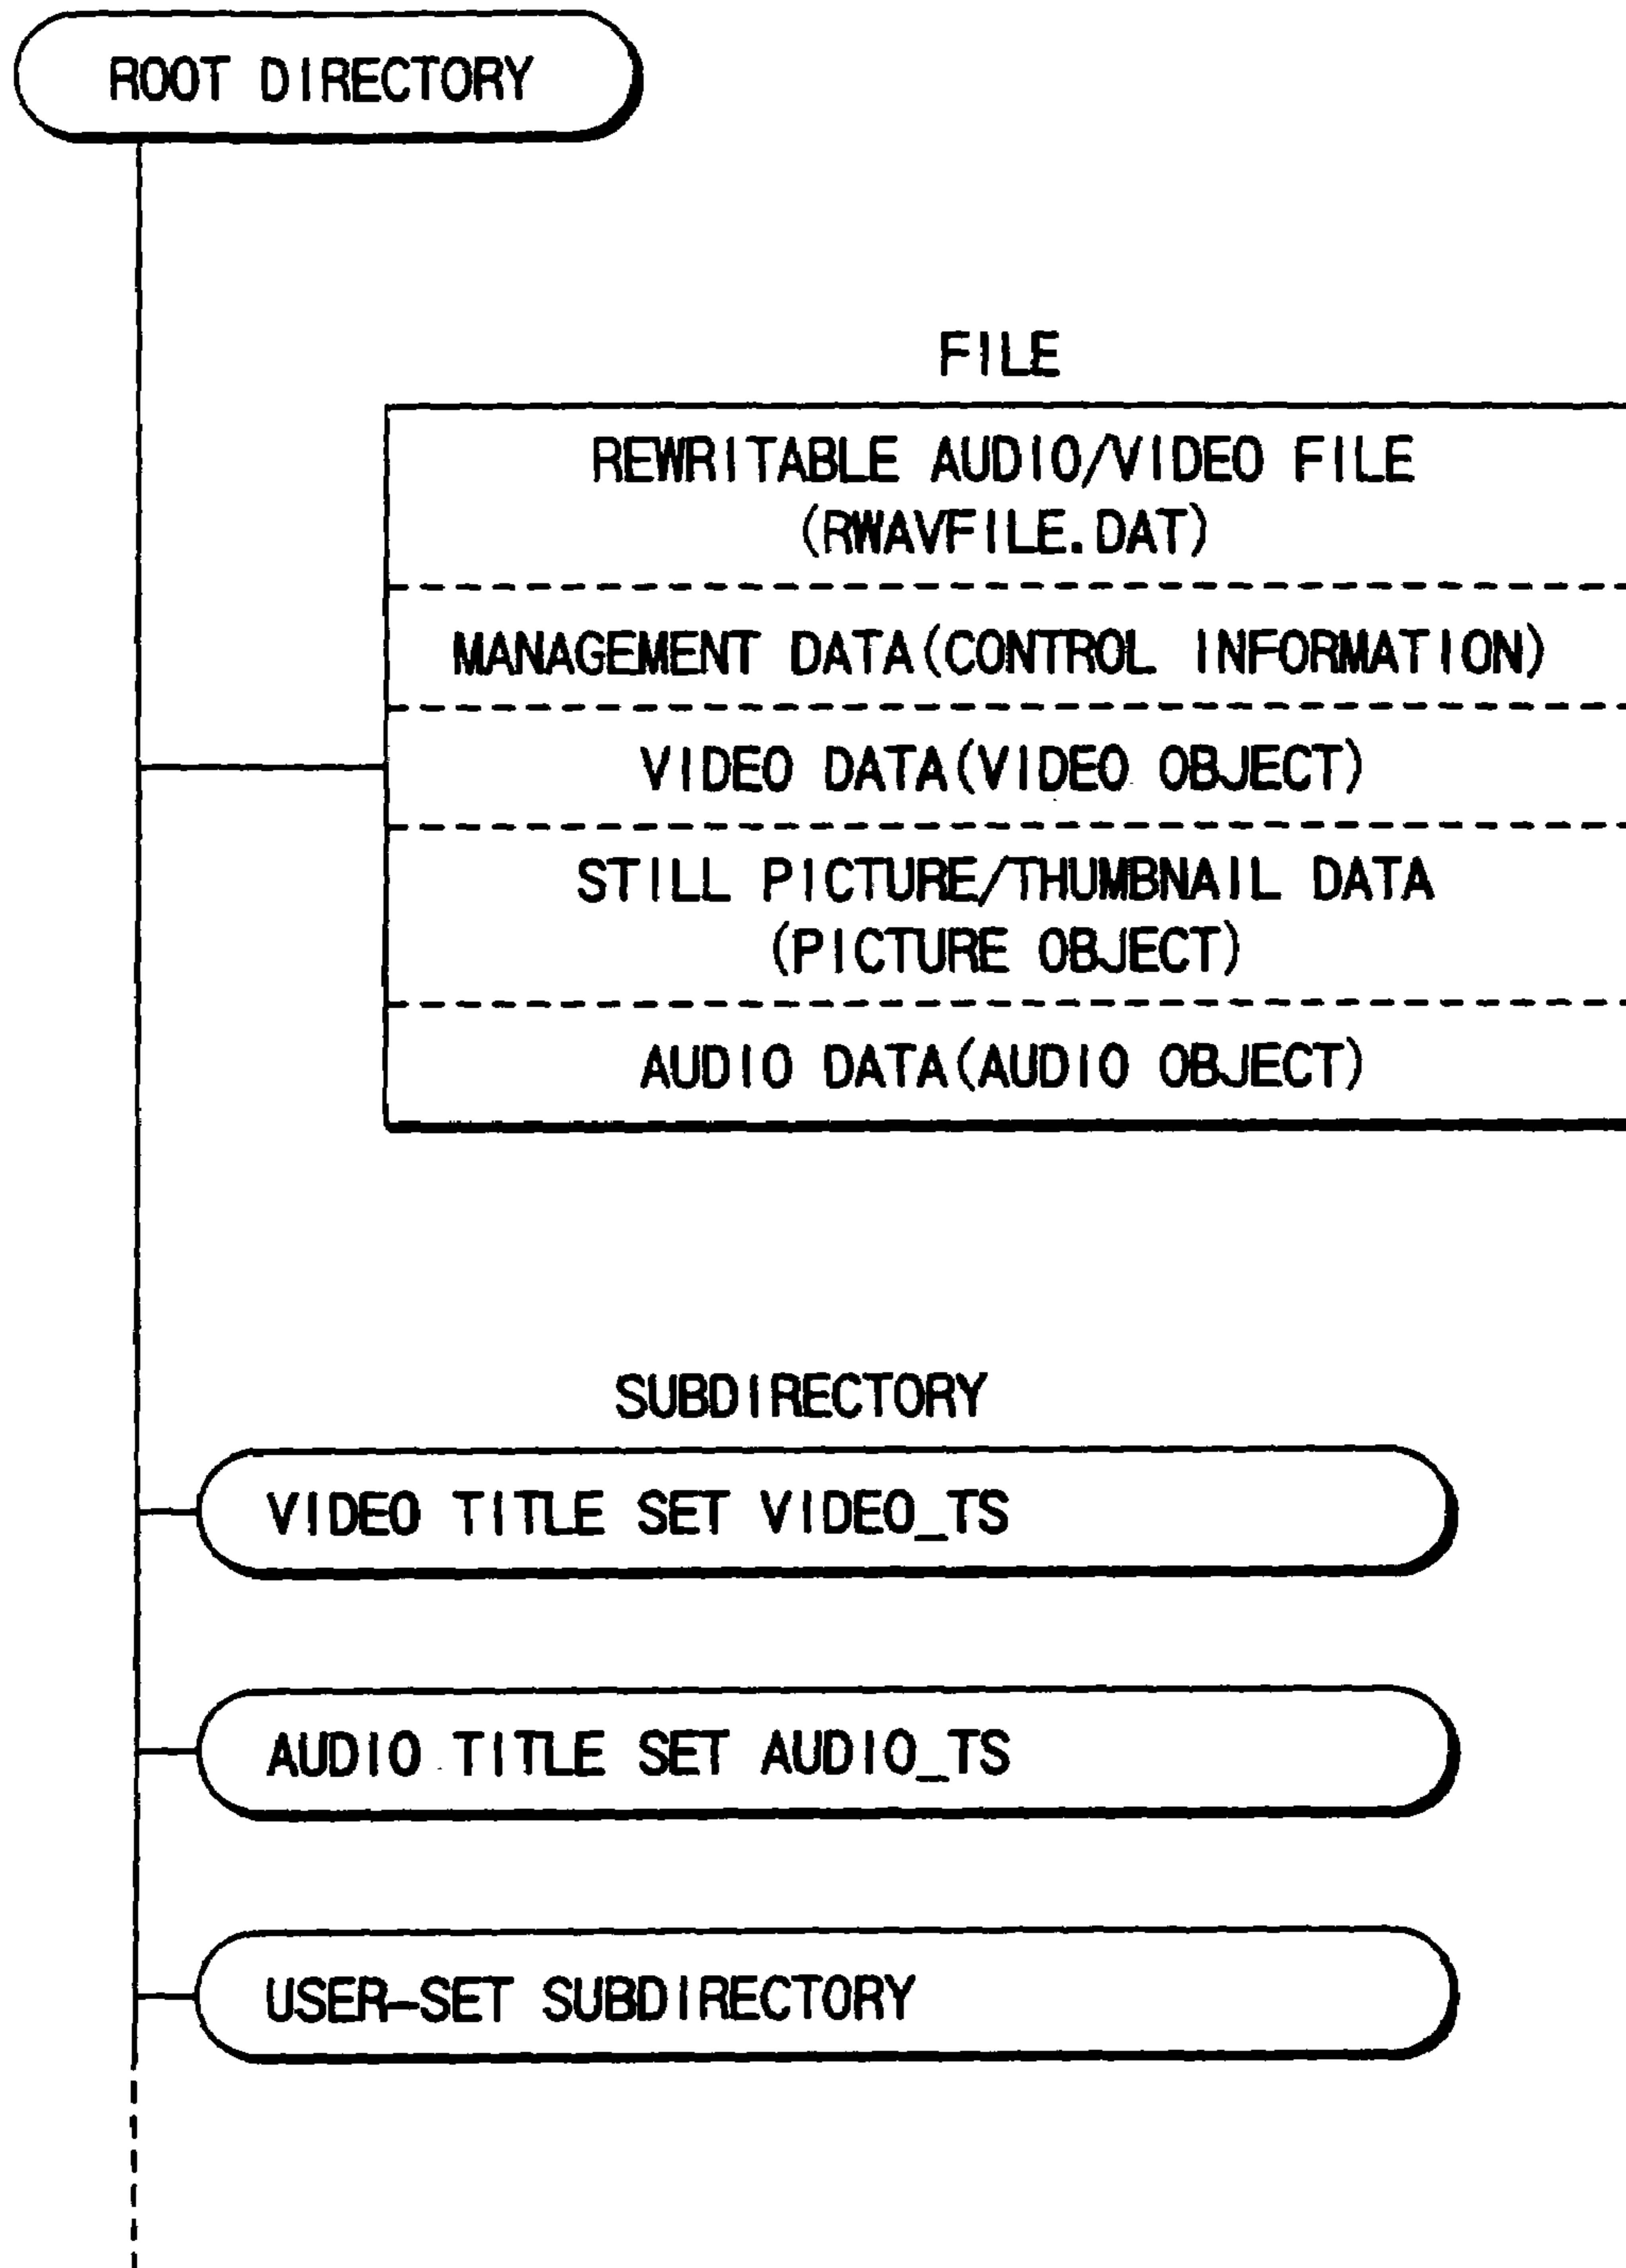 ROOT DIRECTORY
FILE
REWRITABLE AUDIO/VIDEO FILE
(RWAVFILE.DAT)
MANAGEMENT DATA(CONTROL INFORMATION)
VIDEO DATA(VIDEO OBJECT)
STILL PICTURE/THUMBNAIL DATA
(PICTURE OBJECT)
AUDIO DATA(AUDIO OBJECT)
SUBDIRECTORY
VIDEO TITLE SET VIDEO_TS
AUDIO TITLE SET AUDIO_TS
USER-SET SUBDIRECTORY